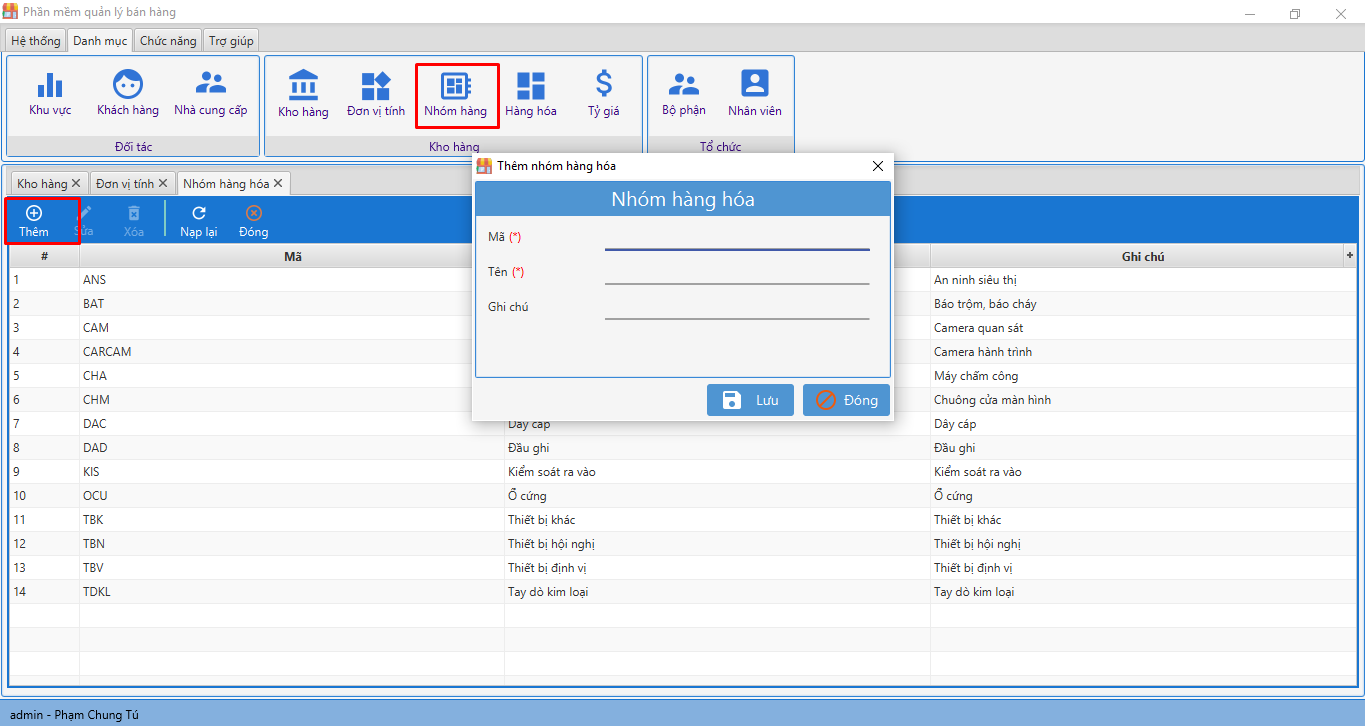 Phần mềm quản lý bán hàng
Hệ thống Danh mục Chức năng Trợ giúp
Khu vực Khách hàng Nhà cung cấp Kho hàng Đơn vị tính Nhóm hàng Hàng hóa Tỷ giá Bộ phận Nhân viên
Đối tác Kho hàng Tổ chức
Thêm nhóm hàng hóa
Kho hàng Đơn vị tính Nhóm hàng hóa
Nhóm hàng hóa
Thêm Sửa Xóa Nạp lại Đóng
Mã (*)
Tên (*)
Ghi chú
Lưu Đóng
# Mã Ghi chú +
1 ANS An ninh siêu thị
2 BAT Báo trộm, báo cháy
3 CAM Camera quan sát
4 CARCAM Camera hành trình
5 CHA Máy chấm công
6 CHM Chuông cửa màn hình
7 DAC Dây cáp Dây cáp
8 DAD Đầu ghi Đầu ghi
9 KIS Kiểm soát ra vào Kiểm soát ra vào
10 OCU Ổ cứng Ổ cứng
11 TBK Thiết bị khác Thiết bị khác
12 TBN Thiết bị hội nghị Thiết bị hội nghị
13 TBV Thiết bị định vị Thiết bị định vị
14 TDKL Tay dò kim loại Tay dò kim loại
admin - Phạm Chung Tú